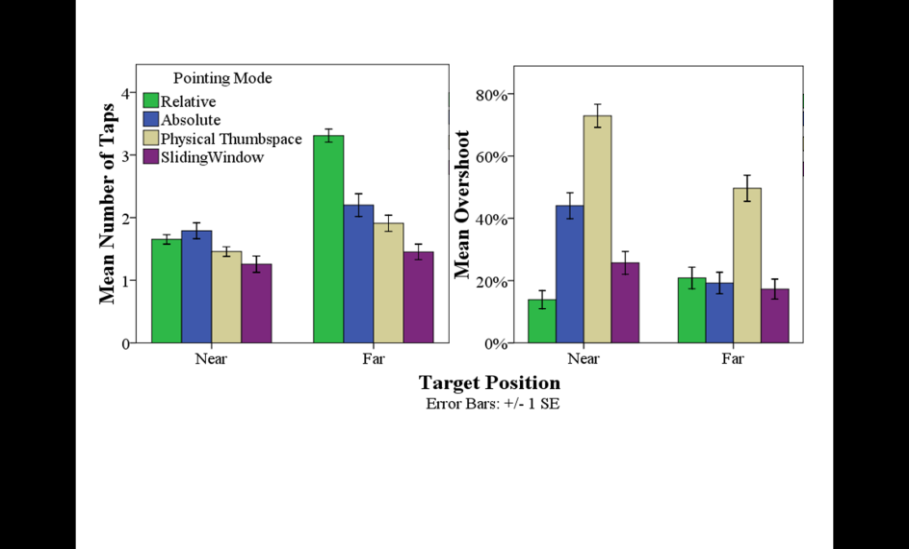 Pointing Mode
Relative
Absolute
Physical Thumbspace
SlidingWindow
Mean Number of Taps
4
3
2
1
0
Near
Far
Mean Overshoot
80%
60%
40%
20%
0%
Near
Far
Target Position
Error Bars: +/- 1 SE